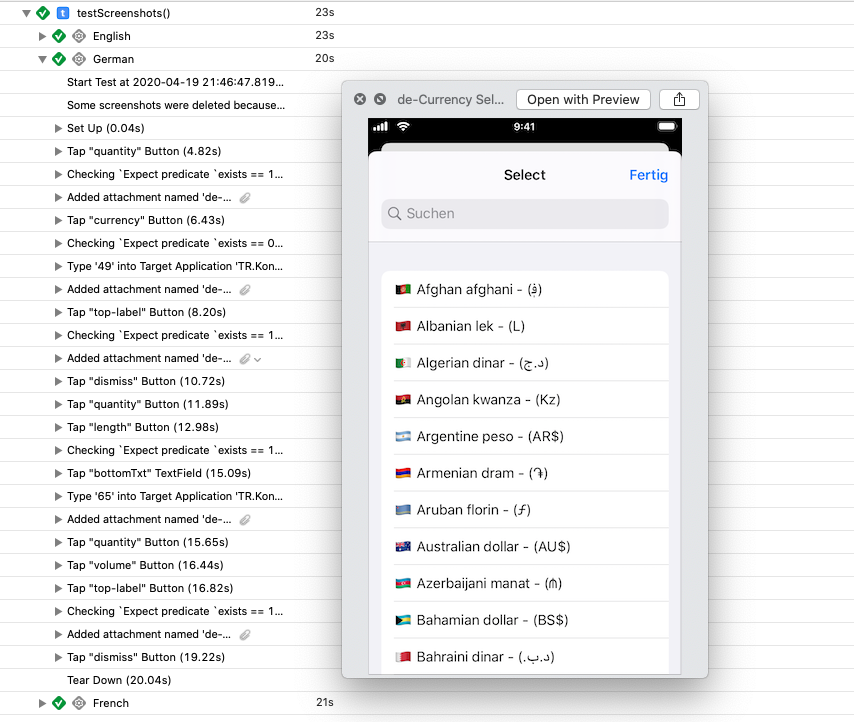 testScreenshots() 23s
English 23s
German 20s
Start Test at 2020-04-19 21:46:47.819...
Some screenshots were deleted because...
Set Up (0.04s)
Tap "quantity" Button (4.82s)
Checking `Expect predicate `exists == 1...
Added attachment named 'de-...
Tap "currency" Button (6.43s)
Checking `Expect predicate `exists == 0...
Type '49' into Target Application 'TR.Kon...
Added attachment named 'de-...
Tap "top-label" Button (8.20s)
Checking `Expect predicate `exists == 1...
Added attachment named 'de-...
Tap "dismiss" Button (10.72s)
Tap "quantity" Button (11.89s)
Tap "length" Button (12.98s)
Checking `Expect predicate `exists == 1...
Tap "bottomTxt" TextField (15.09s)
Type '65' into Target Application 'TR.Kon...
Added attachment named 'de-...
Tap "quantity" Button (15.65s)
Tap "volume" Button (16.44s)
Tap "top-label" Button (16.82s)
Checking `Expect predicate `exists == 1...
Added attachment named 'de-...
Tap "dismiss" Button (19.22s)
Tear Down (20.04s)
French 21s
de-Currency Sel... Open with Preview
9:41
Select Fertig
Suchen
Afghan afghani - (؋)
Albanian lek - (L)
Algerian dinar - (د.ج)
Angolan kwanza - (Kz)
Argentine peso - (AR$)
Armenian dram - (֏)
Aruban florin - (ƒ)
Australian dollar - (AU$)
Azerbaijani manat - (₼)
Bahamian dollar - (BS$)
Bahraini dinar - (.د.ب)